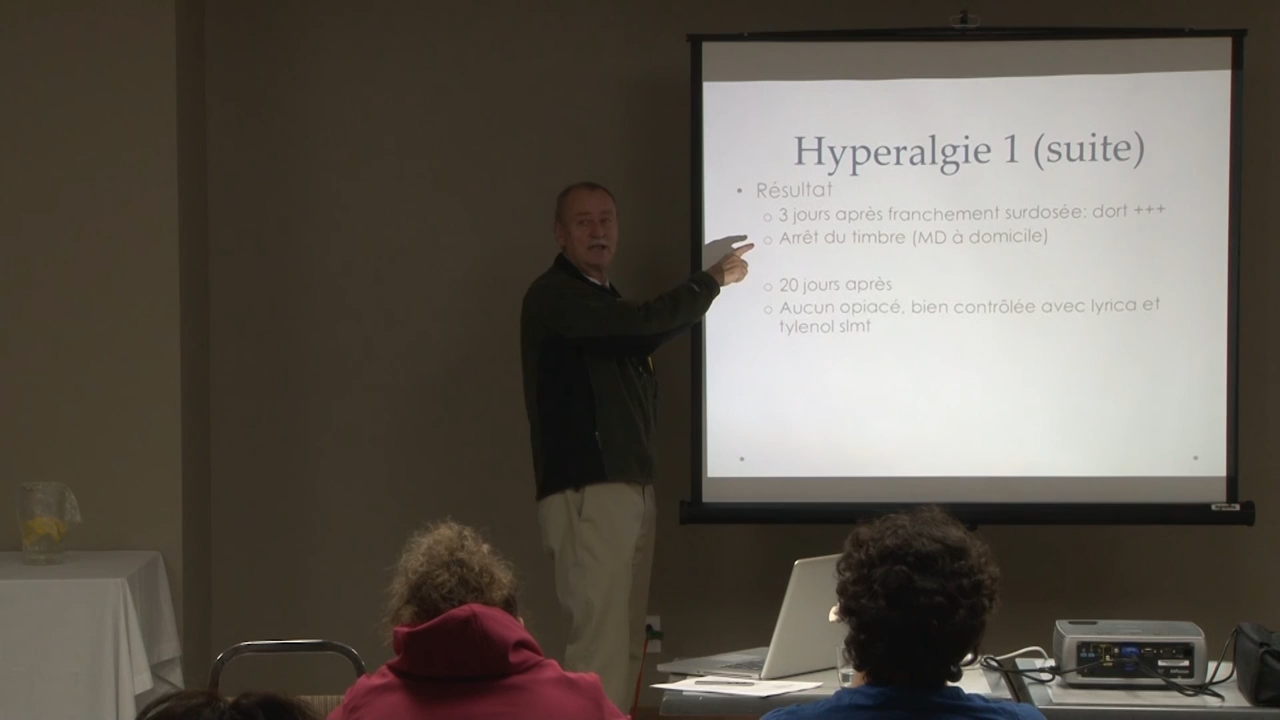 Hyperalgie 1 (suite)
• Résultat
○ 3 jours après franchement surdosée: dort +++
○ Arrêt du timbre (MD à domicile)
○ 20 jours après
○ Aucun opiacé, bien contrôlée avec lyrica et
tylenol slmt